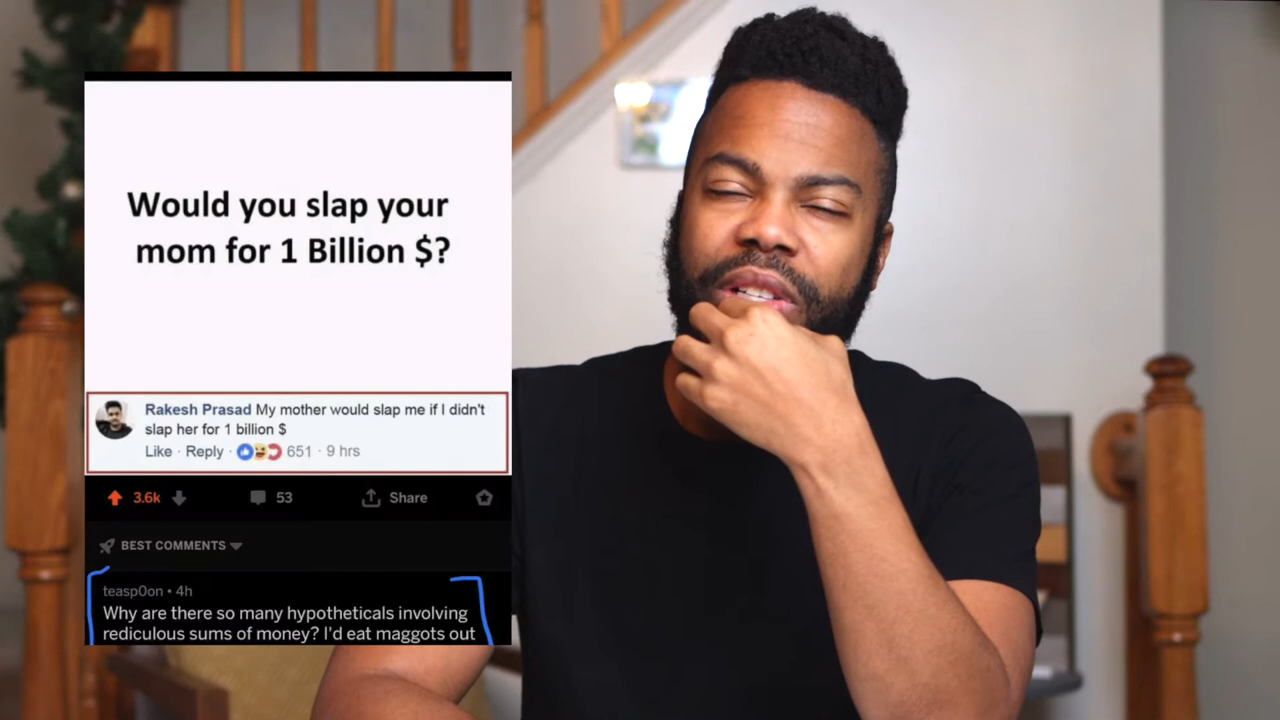 Would you slap your
mom for 1 Billion $?
Rakesh Prasad My mother would slap me if I didn't
slap her for 1 billion $
Like · Reply · 651 · 9 hrs
3.6k 53 Share
BEST COMMENTS
teasp0on • 4h
Why are there so many hypotheticals involving
rediculous sums of money? I'd eat maggots out